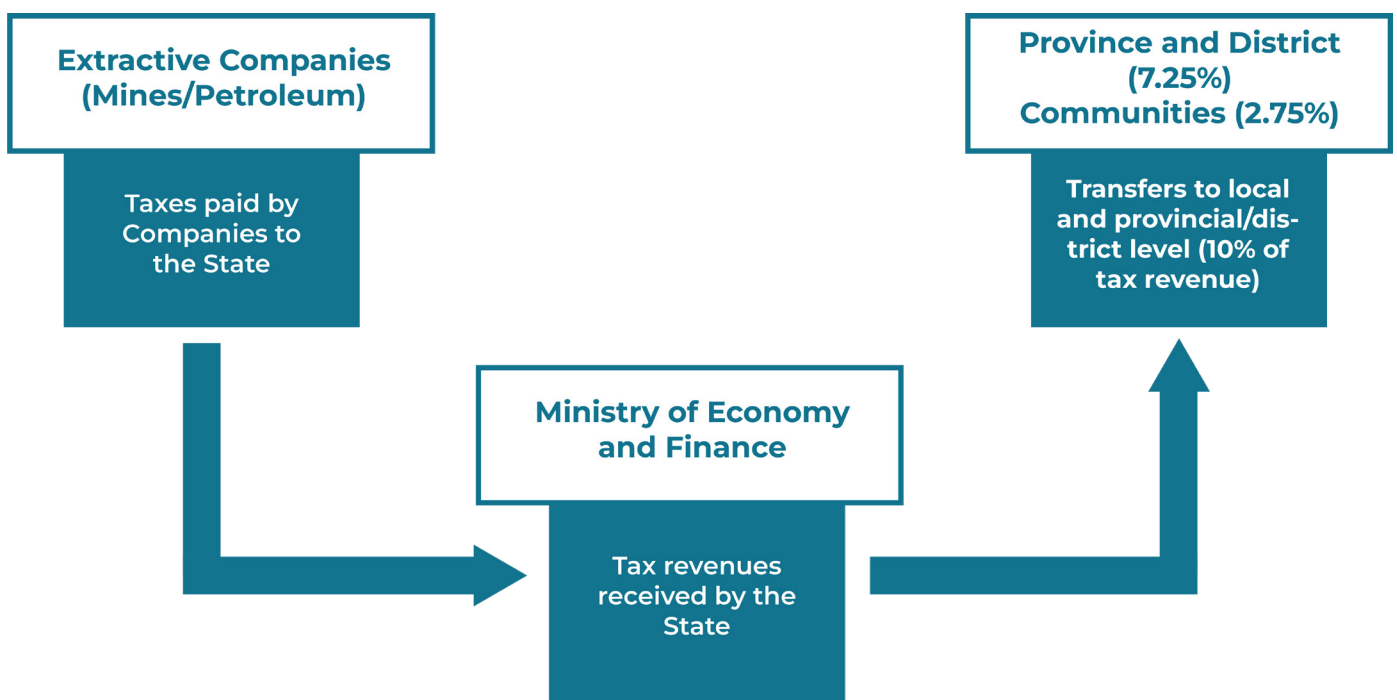 Extractive Companies
(Mines/Petroleum)
Taxes paid by
Companies to
the State
Ministry of Economy
and Finance
Tax revenues
received by the
State
Province and District
(7.25%)
Communities (2.75%)
Transfers to local
and provincial/dis-
trict level (10% of
tax revenue)